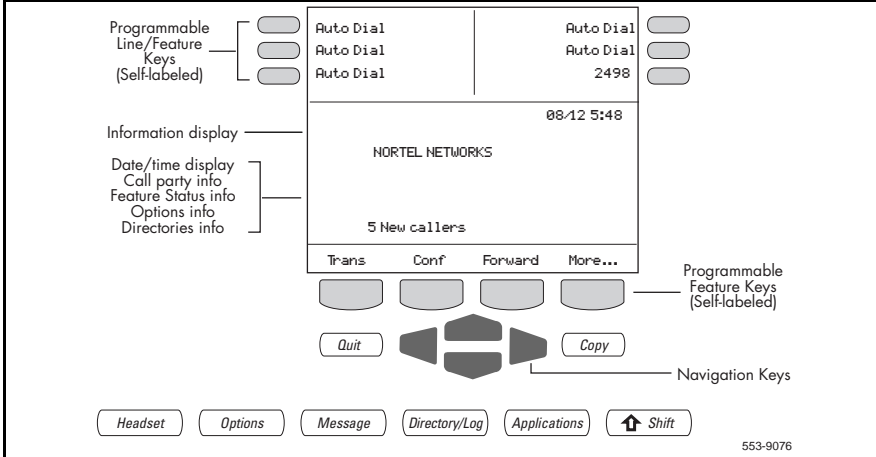 Programmable
Line/Feature
Keys
(Self-labeled)
Auto Dial
Auto Dial
Auto Dial
Auto Dial
Auto Dial
2498
08/12 5:48
Information display
NORTEL NETWORKS
Date/time display
Call party info
Feature Status info
Options info
Directories info
5 New callers
Trans Conf Forward More...
Programmable
Feature Keys
(Self-labeled)
Quit
Copy
Navigation Keys
Headset Options Message Directory/Log Applications Shift
553-9076